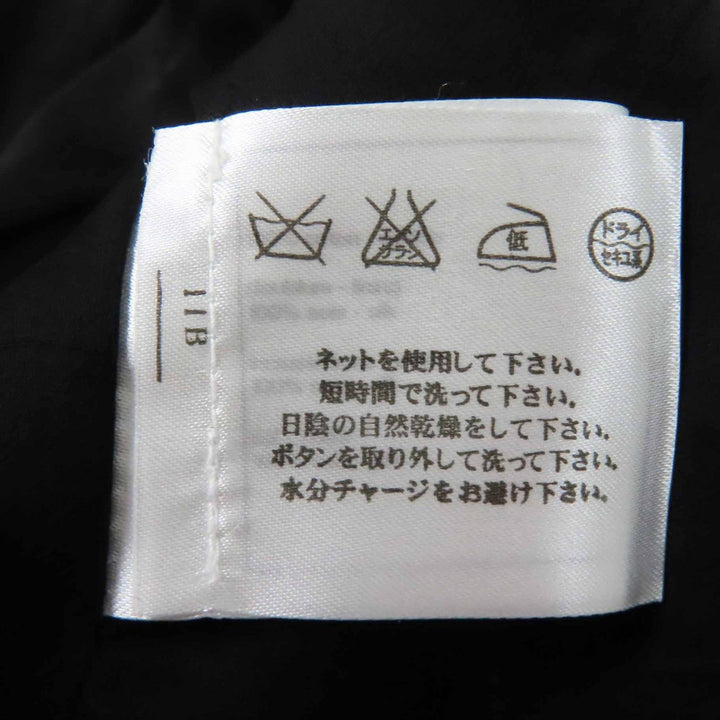 エンソ
サラシ
低
ドライ
セキユ系
11B
ネットを使用して下さい.
短時間で洗って下さい.
日陰の自然乾燥をして下さい.
ボタンを取り外して洗って下さい.
水分チャージをお避け下さい.